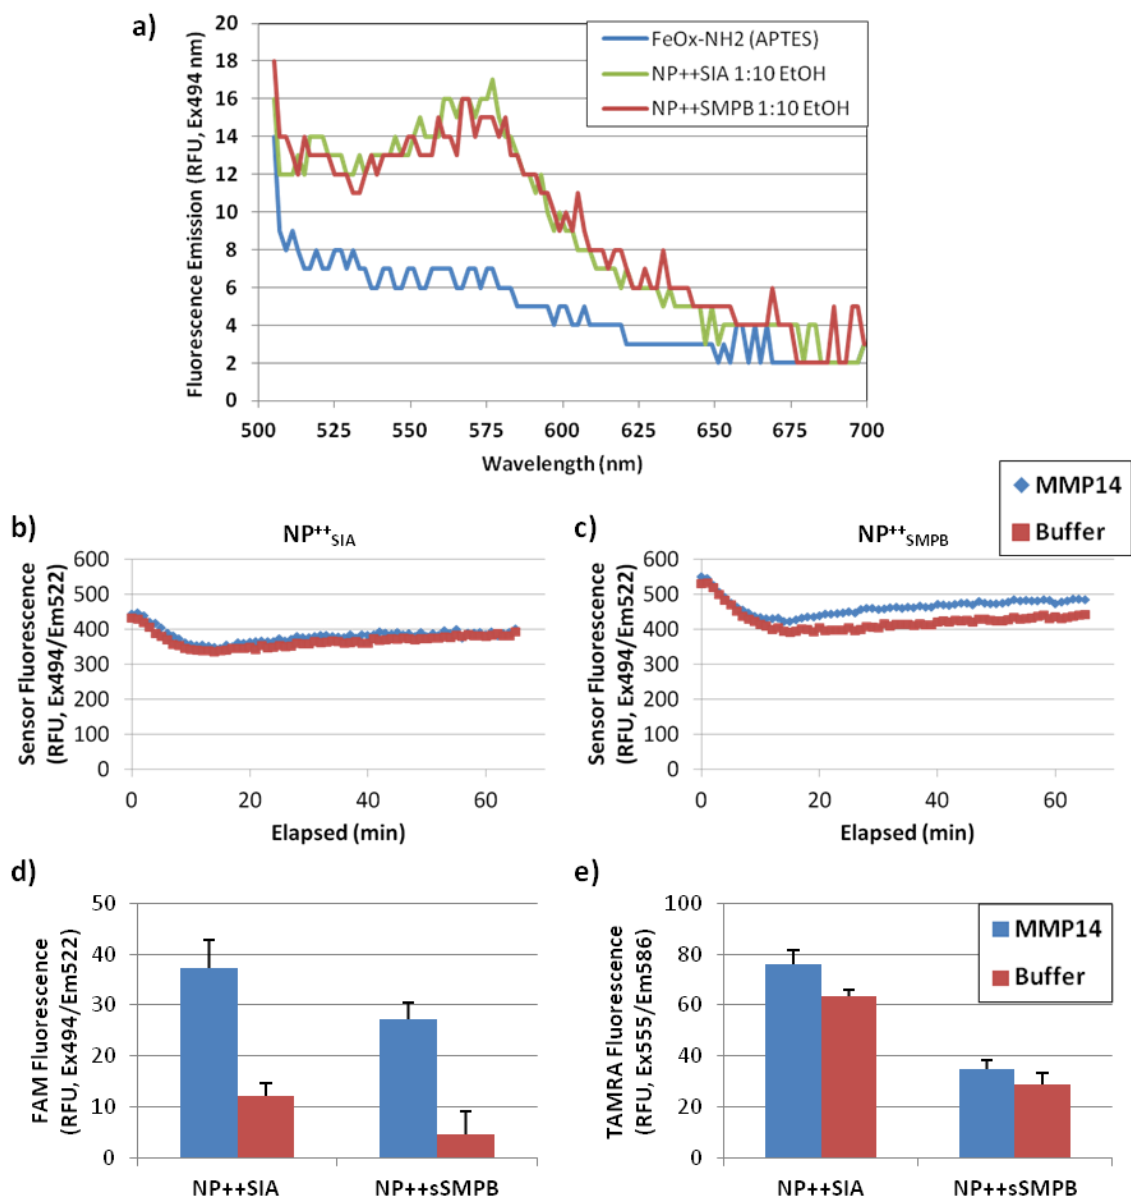 a)
Fluorescence Emission (RFU, Ex494 nm)
20
18
16
14
12
10
8
6
4
2
0
FeOx-NH2 (APTES)
NP++SIA 1:10 EtOH
NP++SMPB 1:10 EtOH
500 525 550 575 600 625 650 675 700
Wavelength (nm)
MMP14
Buffer
b)
NP++SIA
Sensor Fluorescence
(RFU, Ex494/Em522)
600
500
400
300
200
100
0
0 20 40 60
Elapsed (min)
c)
NP++SMPB
Sensor Fluorescence
(RFU, Ex494/Em522)
600
500
400
300
200
100
0
0 20 40 60
Elapsed (min)
d)
FAM Fluorescence
(RFU, Ex494/Em522)
50
40
30
20
10
0
NP++SIA NP++sSMPB
e)
TAMRA Fluorescence
(RFU, Ex555/Em586)
100
80
60
40
20
0
MMP14
Buffer
NP++SIA NP++sSMPB